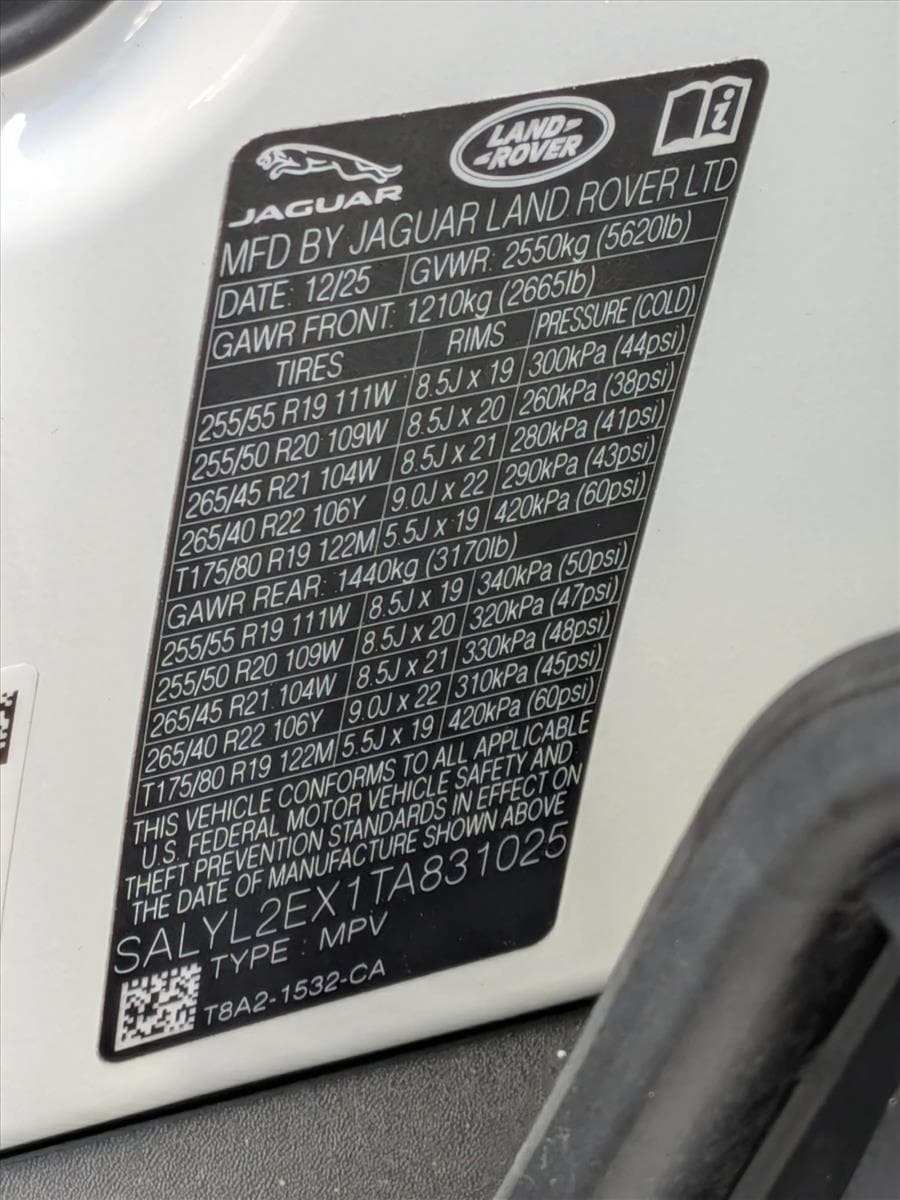 JAGUAR
LAND-
-ROVER
i
MFD BY JAGUAR LAND ROVER LTD
DATE: 12/25 GVWR: 2550kg (5620lb)
GAWR FRONT: 1210kg (2665lb)
TIRES RIMS PRESSURE (COLD)
255/55 R19 111W 8.5J x 19 300kPa (44psi)
255/50 R20 109W 8.5J x 20 260kPa (38psi)
265/45 R21 104W 8.5J x 21 280kPa (41psi)
265/40 R22 106Y 9.0J x 22 290kPa (43psi)
T175/80 R19 122M 5.5J x 19 420kPa (60psi)
GAWR REAR: 1440kg (3170lb)
255/55 R19 111W 8.5J x 19 340kPa (50psi)
255/50 R20 109W 8.5J x 20 320kPa (47psi)
265/45 R21 104W 8.5J x 21 330kPa (48psi)
265/40 R22 106Y 9.0J x 22 310kPa (45psi)
T175/80 R19 122M 5.5J x 19 420kPa (60psi)
THIS VEHICLE CONFORMS TO ALL APPLICABLE
U.S. FEDERAL MOTOR VEHICLE SAFETY AND
THEFT PREVENTION STANDARDS IN EFFECT ON
THE DATE OF MANUFACTURE SHOWN ABOVE
SALYL2EX1TA831025
TYPE : MPV
T8A2-1532-CA